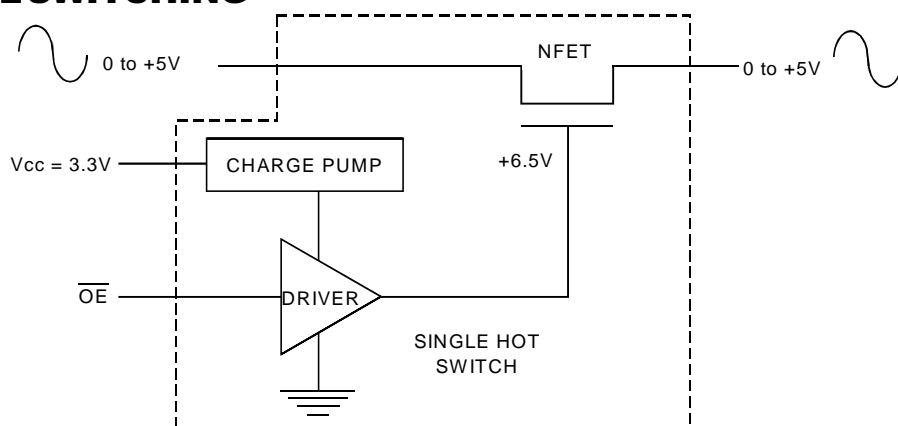 0 to +5V
NFET
0 to +5V
Vcc = 3.3V
CHARGE PUMP
+6.5V
OE
DRIVER
SINGLE HOT
SWITCH